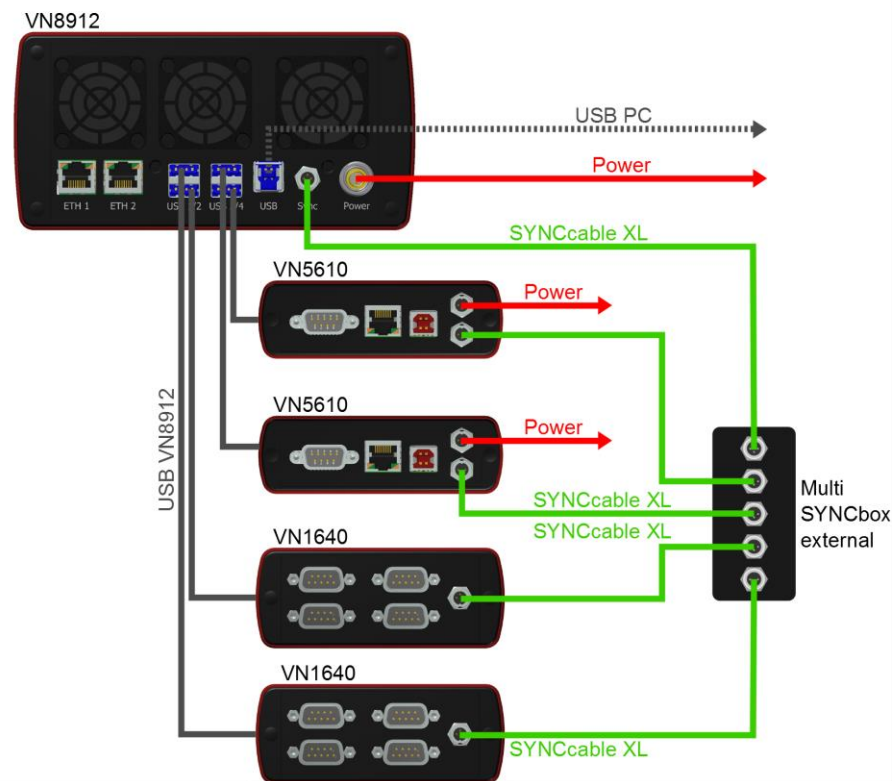 VN8912
USB PC
Power
ETH 1
ETH 2
USB
Sync
Power
SYNCcable XL
VN5610
Power
VN5610
Power
USB VN8912
SYNCcable XL
SYNCcable XL
Multi
SYNCbox
external
VN1640
VN1640
SYNCcable XL